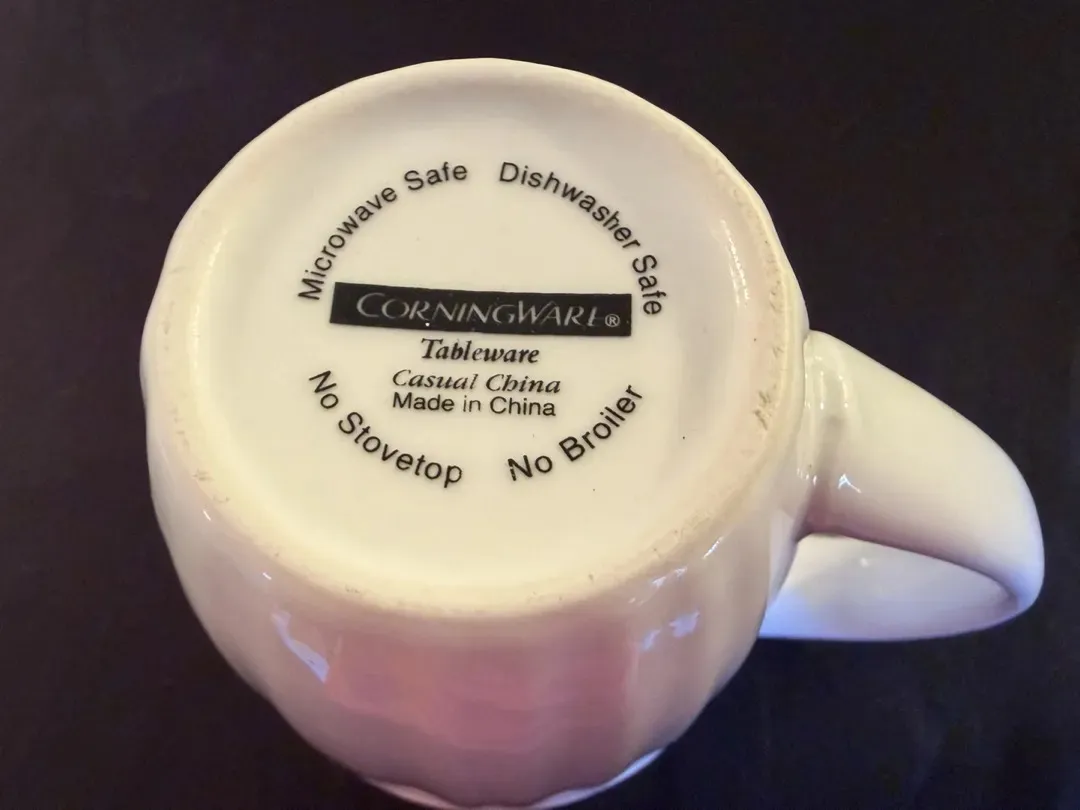 Microwave Safe Dishwasher Safe
CORNINGWARE®
Tableware
Casual China
Made in China
No Stovetop No Broiler